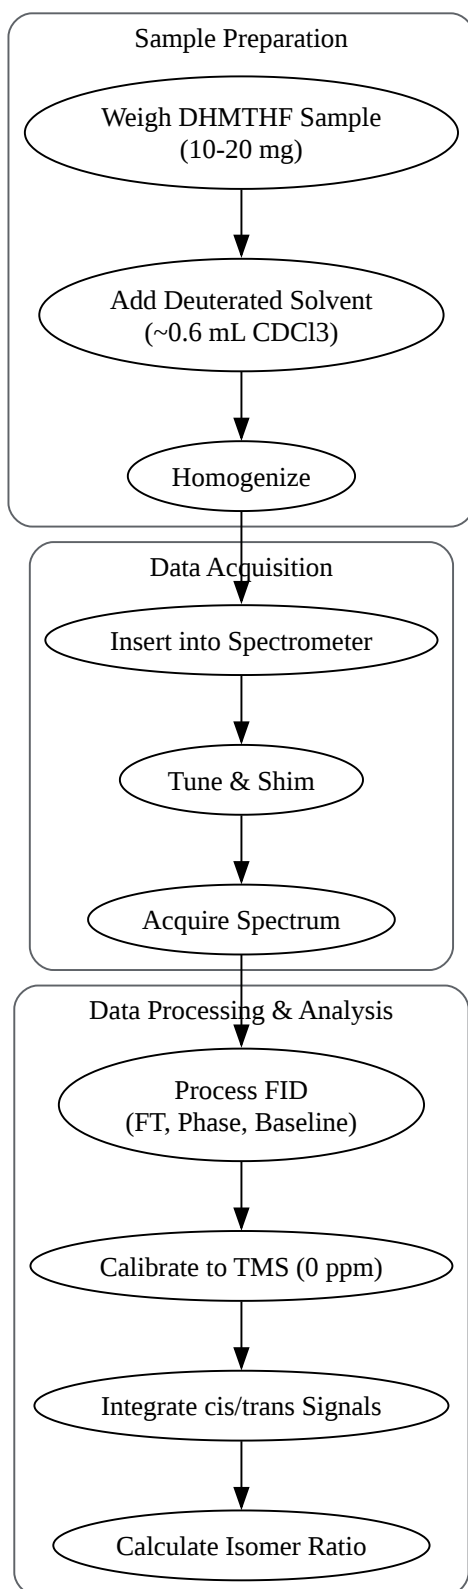 Sample Preparation
Weigh DHMTHF Sample
(10-20 mg)
Add Deuterated Solvent
(~0.6 mL CDCl3)
Homogenize
Data Acquisition
Insert into Spectrometer
Tune & Shim
Acquire Spectrum
Data Processing & Analysis
Process FID
(FT, Phase, Baseline)
Calibrate to TMS (0 ppm)
Integrate cis/trans Signals
Calculate Isomer Ratio